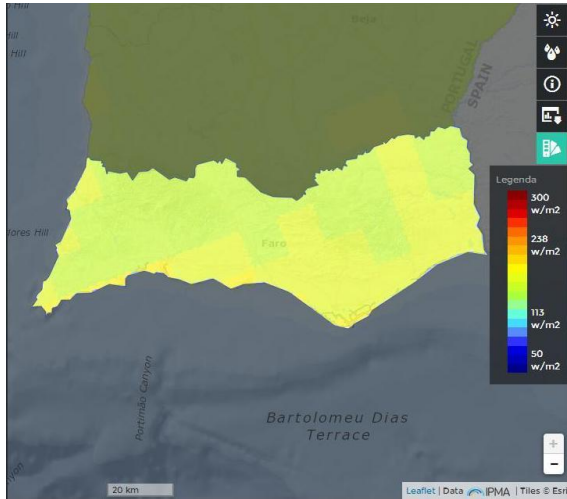 Beja
Hill
Hill
PORTUGAL
SPAIN
Legenda
300
w/m2
238
w/m2
113
w/m2
50
w/m2
Hill
Faro
Portimão Canyon
Bartolomeu Dias
Terrace
20 km
+
−
Leaflet | Data IPMA | Tiles © Esri